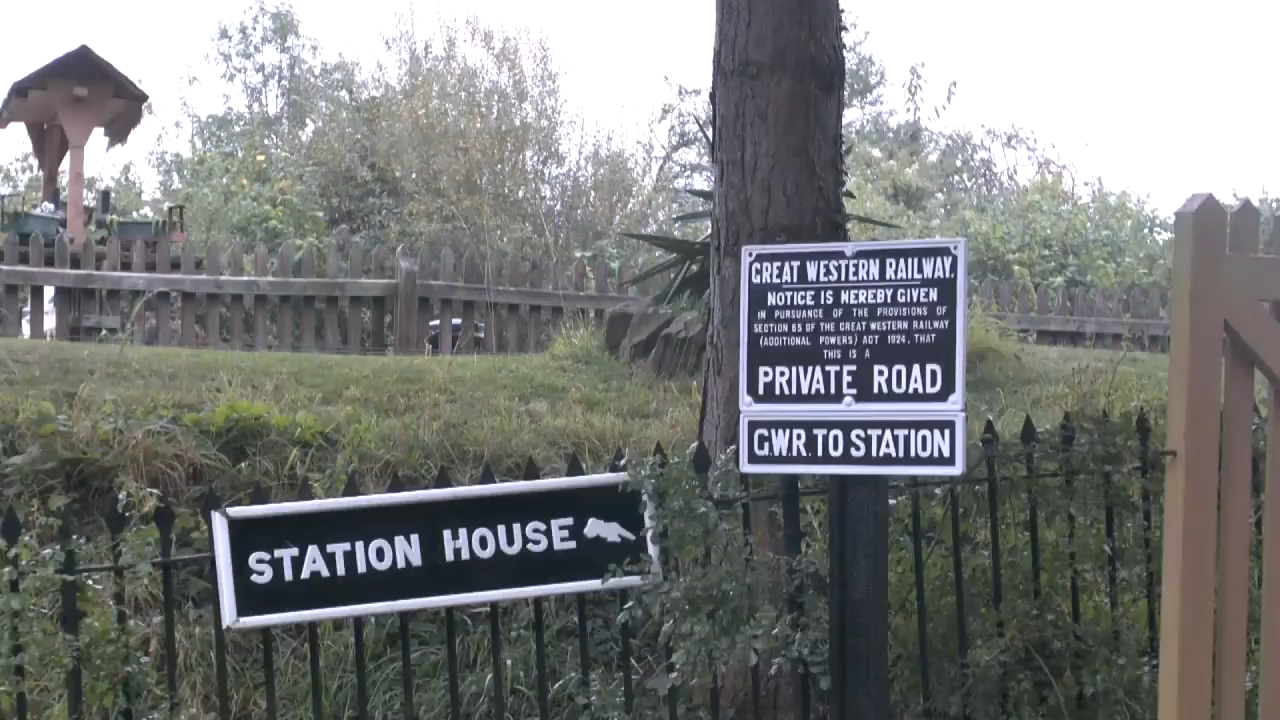 GREAT WESTERN RAILWAY.
NOTICE IS HEREBY GIVEN
IN PURSUANCE OF THE PROVISIONS OF
SECTION 65 OF THE GREAT WESTERN RAILWAY
(ADDITIONAL POWERS) ACT 1924, THAT
THIS IS A
PRIVATE ROAD
G.W.R. TO STATION
STATION HOUSE